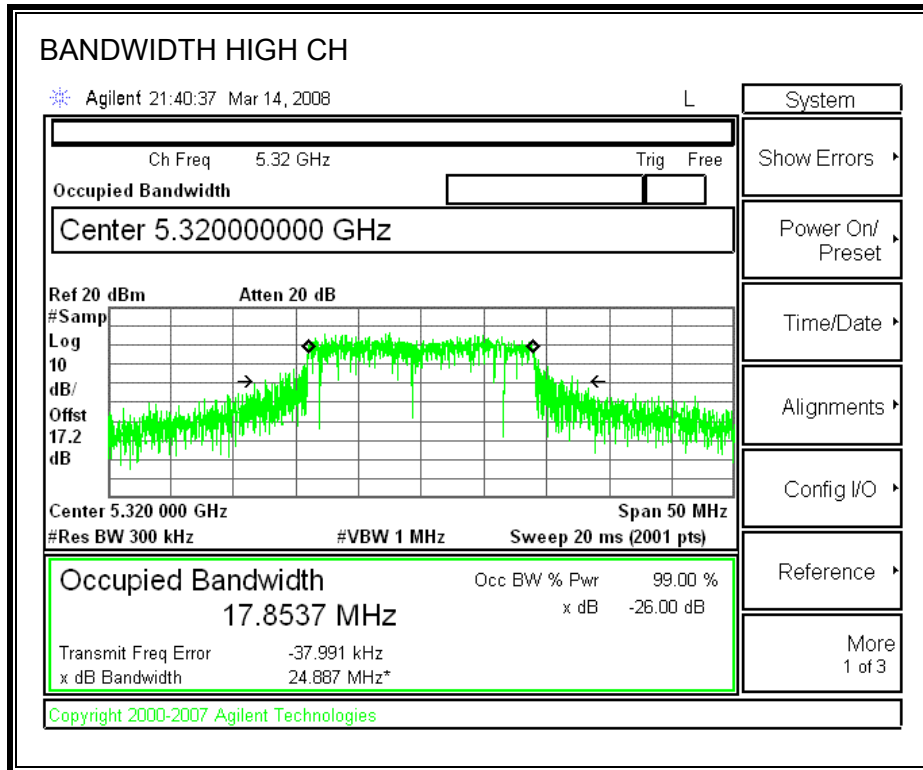 BANDWIDTH HIGH CH
Agilent 21:40:37 Mar 14, 2008 L
System
Ch Freq 5.32 GHz Trig Free
Show Errors
Occupied Bandwidth
Center 5.320000000 GHz
Power On/
Preset
Ref 20 dBm Atten 20 dB
#Samp
Log
10
dB/
Offst
17.2
dB
Time/Date
Alignments
Config I/O
Center 5.320 000 GHz Span 50 MHz
#Res BW 300 kHz #VBW 1 MHz Sweep 20 ms (2001 pts)
Occupied Bandwidth Occ BW % Pwr 99.00 %
17.8537 MHz x dB -26.00 dB
Reference
Transmit Freq Error -37.991 kHz
x dB Bandwidth 24.887 MHz*
More
1 of 3
Copyright 2000-2007 Agilent Technologies